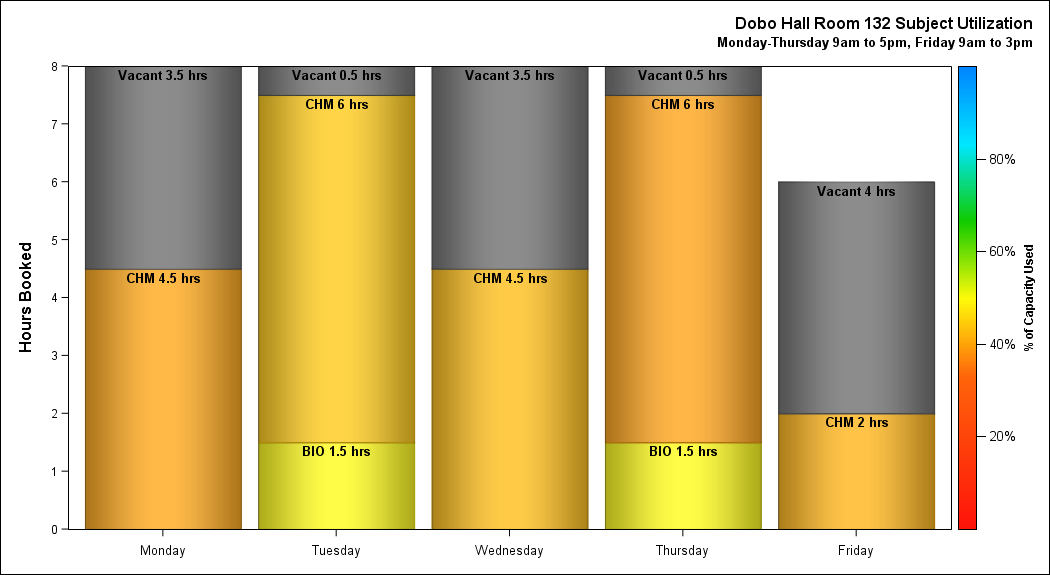 Dobo Hall Room 132 Subject Utilization
Monday-Thursday 9am to 5pm, Friday 9am to 3pm
Hours Booked
8
7
6
5
4
3
2
1
0
Vacant 3.5 hrs
CHM 4.5 hrs
Vacant 0.5 hrs
CHM 6 hrs
BIO 1.5 hrs
Vacant 3.5 hrs
CHM 4.5 hrs
Vacant 0.5 hrs
CHM 6 hrs
BIO 1.5 hrs
Vacant 4 hrs
CHM 2 hrs
Monday
Tuesday
Wednesday
Thursday
Friday
80%
60%
40%
20%
% of Capacity Used